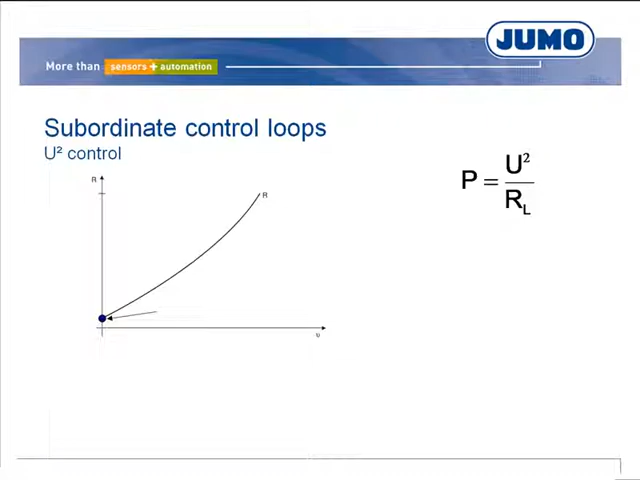 JUMO
More than sensors + automation
Subordinate control loops
U² control
R
R
P = U² / R_L